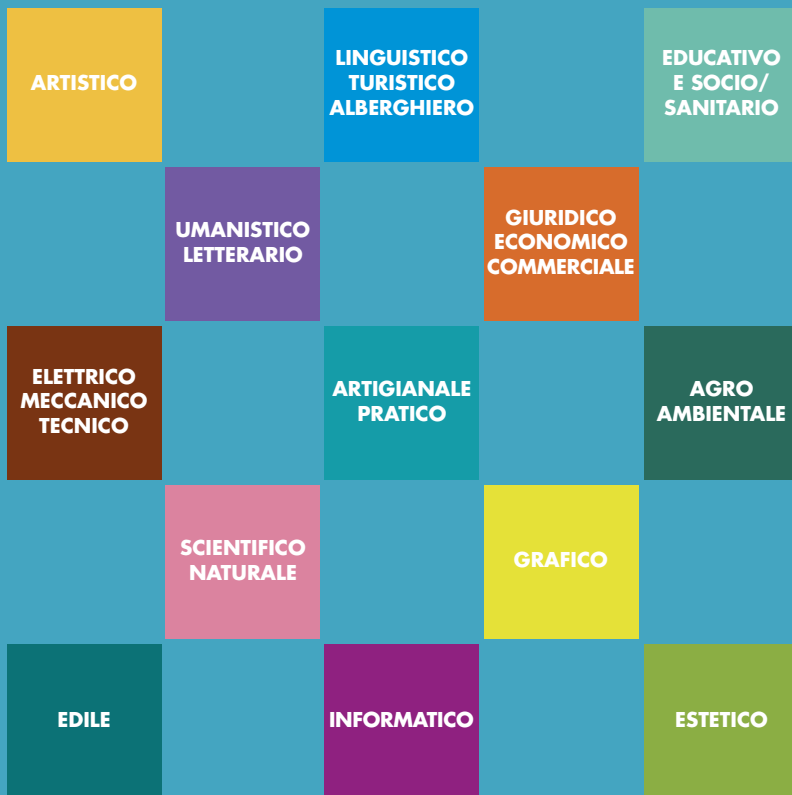 ARTISTICO
LINGUISTICO
TURISTICO
ALBERGHIERO
EDUCATIVO
E SOCIO/
SANITARIO
UMANISTICO
LETTERARIO
GIURIDICO
ECONOMICO
COMMERCIALE
ELETTRICO
MECCANICO
TECNICO
ARTIGIANALE
PRATICO
AGRO
AMBIENTALE
SCIENTIFICO
NATURALE
GRAFICO
EDILE
INFORMATICO
ESTETICO